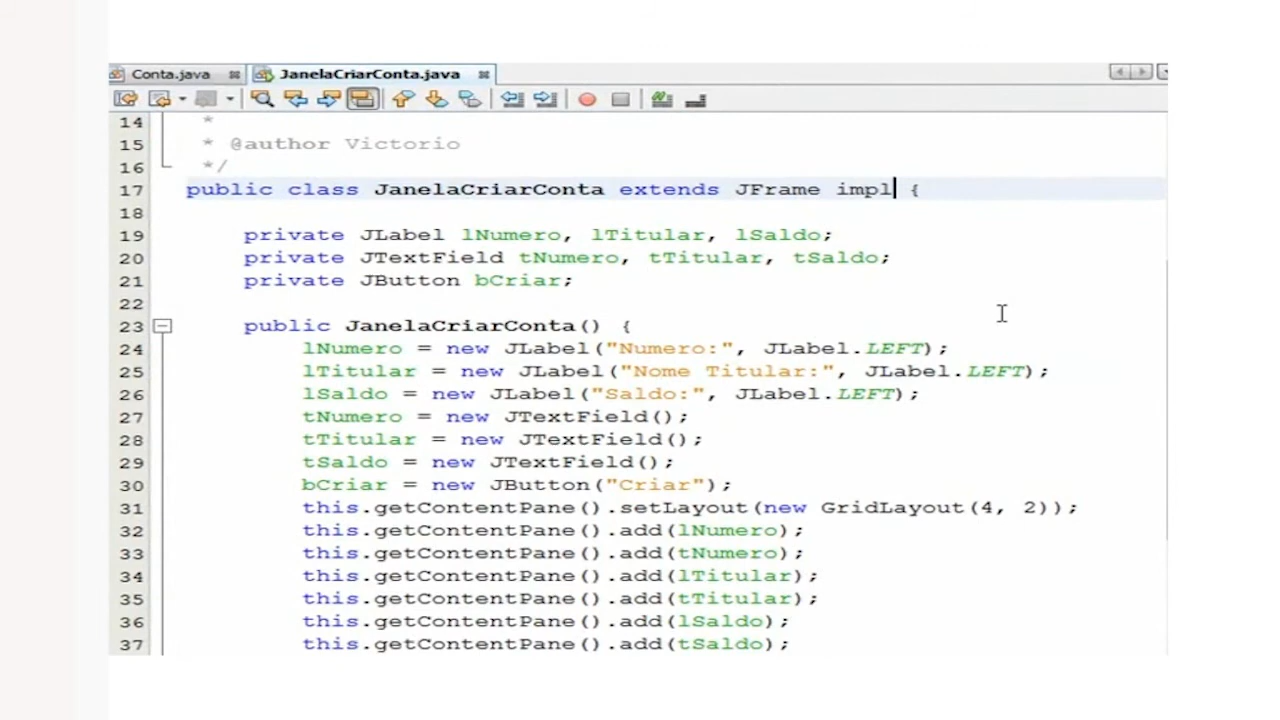 Conta.java JanelaCriarConta.java
14 *
15 * @author Victorio
16 */
17 public class JanelaCriarConta extends JFrame impl {
18
19 private JLabel lNumero, lTitular, lSaldo;
20 private JTextField tNumero, tTitular, tSaldo;
21 private JButton bCriar;
22
23 public JanelaCriarConta() {
24 lNumero = new JLabel("Numero:", JLabel.LEFT);
25 lTitular = new JLabel("Nome Titular:", JLabel.LEFT);
26 lSaldo = new JLabel("Saldo:", JLabel.LEFT);
27 tNumero = new JTextField();
28 tTitular = new JTextField();
29 tSaldo = new JTextField();
30 bCriar = new JButton("Criar");
31 this.getContentPane().setLayout(new GridLayout(4, 2));
32 this.getContentPane().add(lNumero);
33 this.getContentPane().add(tNumero);
34 this.getContentPane().add(lTitular);
35 this.getContentPane().add(tTitular);
36 this.getContentPane().add(lSaldo);
37 this.getContentPane().add(tSaldo);